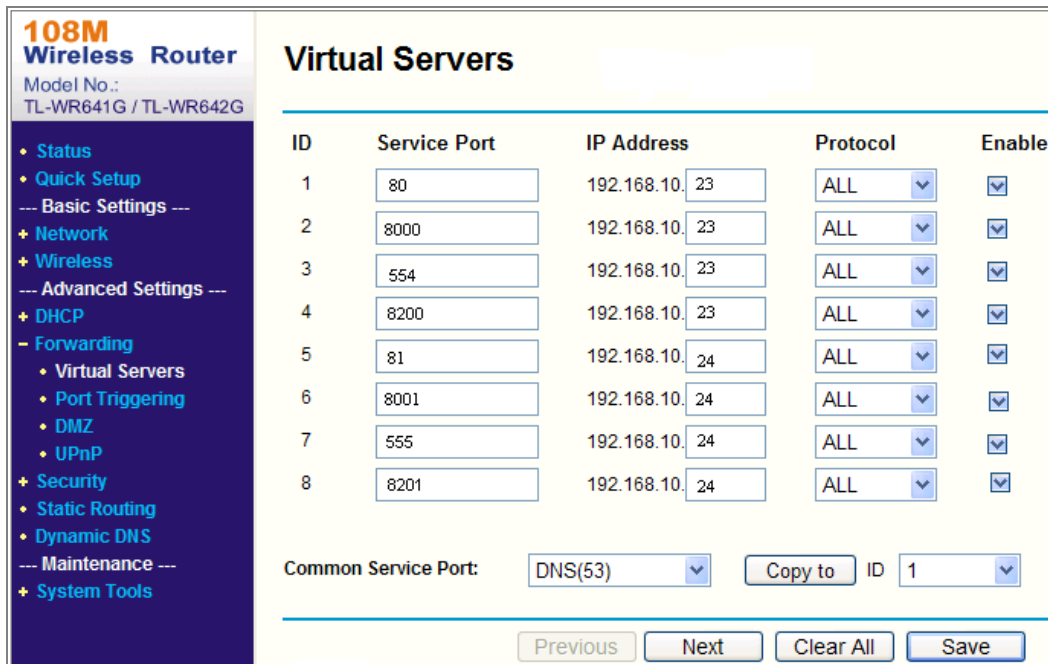 108M
Wireless Router
Model No.:
TL-WR641G / TL-WR642G
• Status
• Quick Setup
--- Basic Settings ---
+ Network
+ Wireless
--- Advanced Settings ---
+ DHCP
– Forwarding
• Virtual Servers
• Port Triggering
• DMZ
• UPnP
+ Security
• Static Routing
• Dynamic DNS
--- Maintenance ---
+ System Tools
Virtual Servers
ID Service Port IP Address Protocol Enable
1 80 192.168.10. 23 ALL
2 8000 192.168.10. 23 ALL
3 554 192.168.10. 23 ALL
4 8200 192.168.10. 23 ALL
5 81 192.168.10. 24 ALL
6 8001 192.168.10. 24 ALL
7 555 192.168.10. 24 ALL
8 8201 192.168.10. 24 ALL
Common Service Port: DNS(53) Copy to ID 1
Previous Next Clear All Save